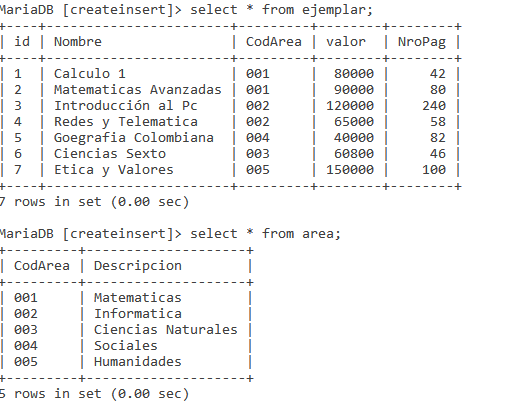 MariaDB [createinsert]> select * from ejemplar;
+----+----------------------+---------+--------+--------+
| id | Nombre               | CodArea | valor  | NroPag |
+----+----------------------+---------+--------+--------+
| 1  | Calculo 1            | 001     |  80000 |     42 |
| 2  | Matematicas Avanzadas | 001     |  90000 |     80 |
| 3  | Introducción al Pc   | 002     | 120000 |    240 |
| 4  | Redes y Telematica   | 002     |  65000 |     58 |
| 5  | Goegrafia Colombiana | 004     |  40000 |     82 |
| 6  | Ciencias Sexto       | 003     |  60800 |     46 |
| 7  | Etica y Valores      | 005     | 150000 |    100 |
+----+----------------------+---------+--------+--------+
7 rows in set (0.00 sec)
MariaDB [createinsert]> select * from area;
+---------+--------------------+
| CodArea | Descripcion        |
+---------+--------------------+
| 001     | Matematicas        |
| 002     | Informatica        |
| 003     | Ciencias Naturales |
| 004     | Sociales           |
| 005     | Humanidades        |
+---------+--------------------+
5 rows in set (0.00 sec)